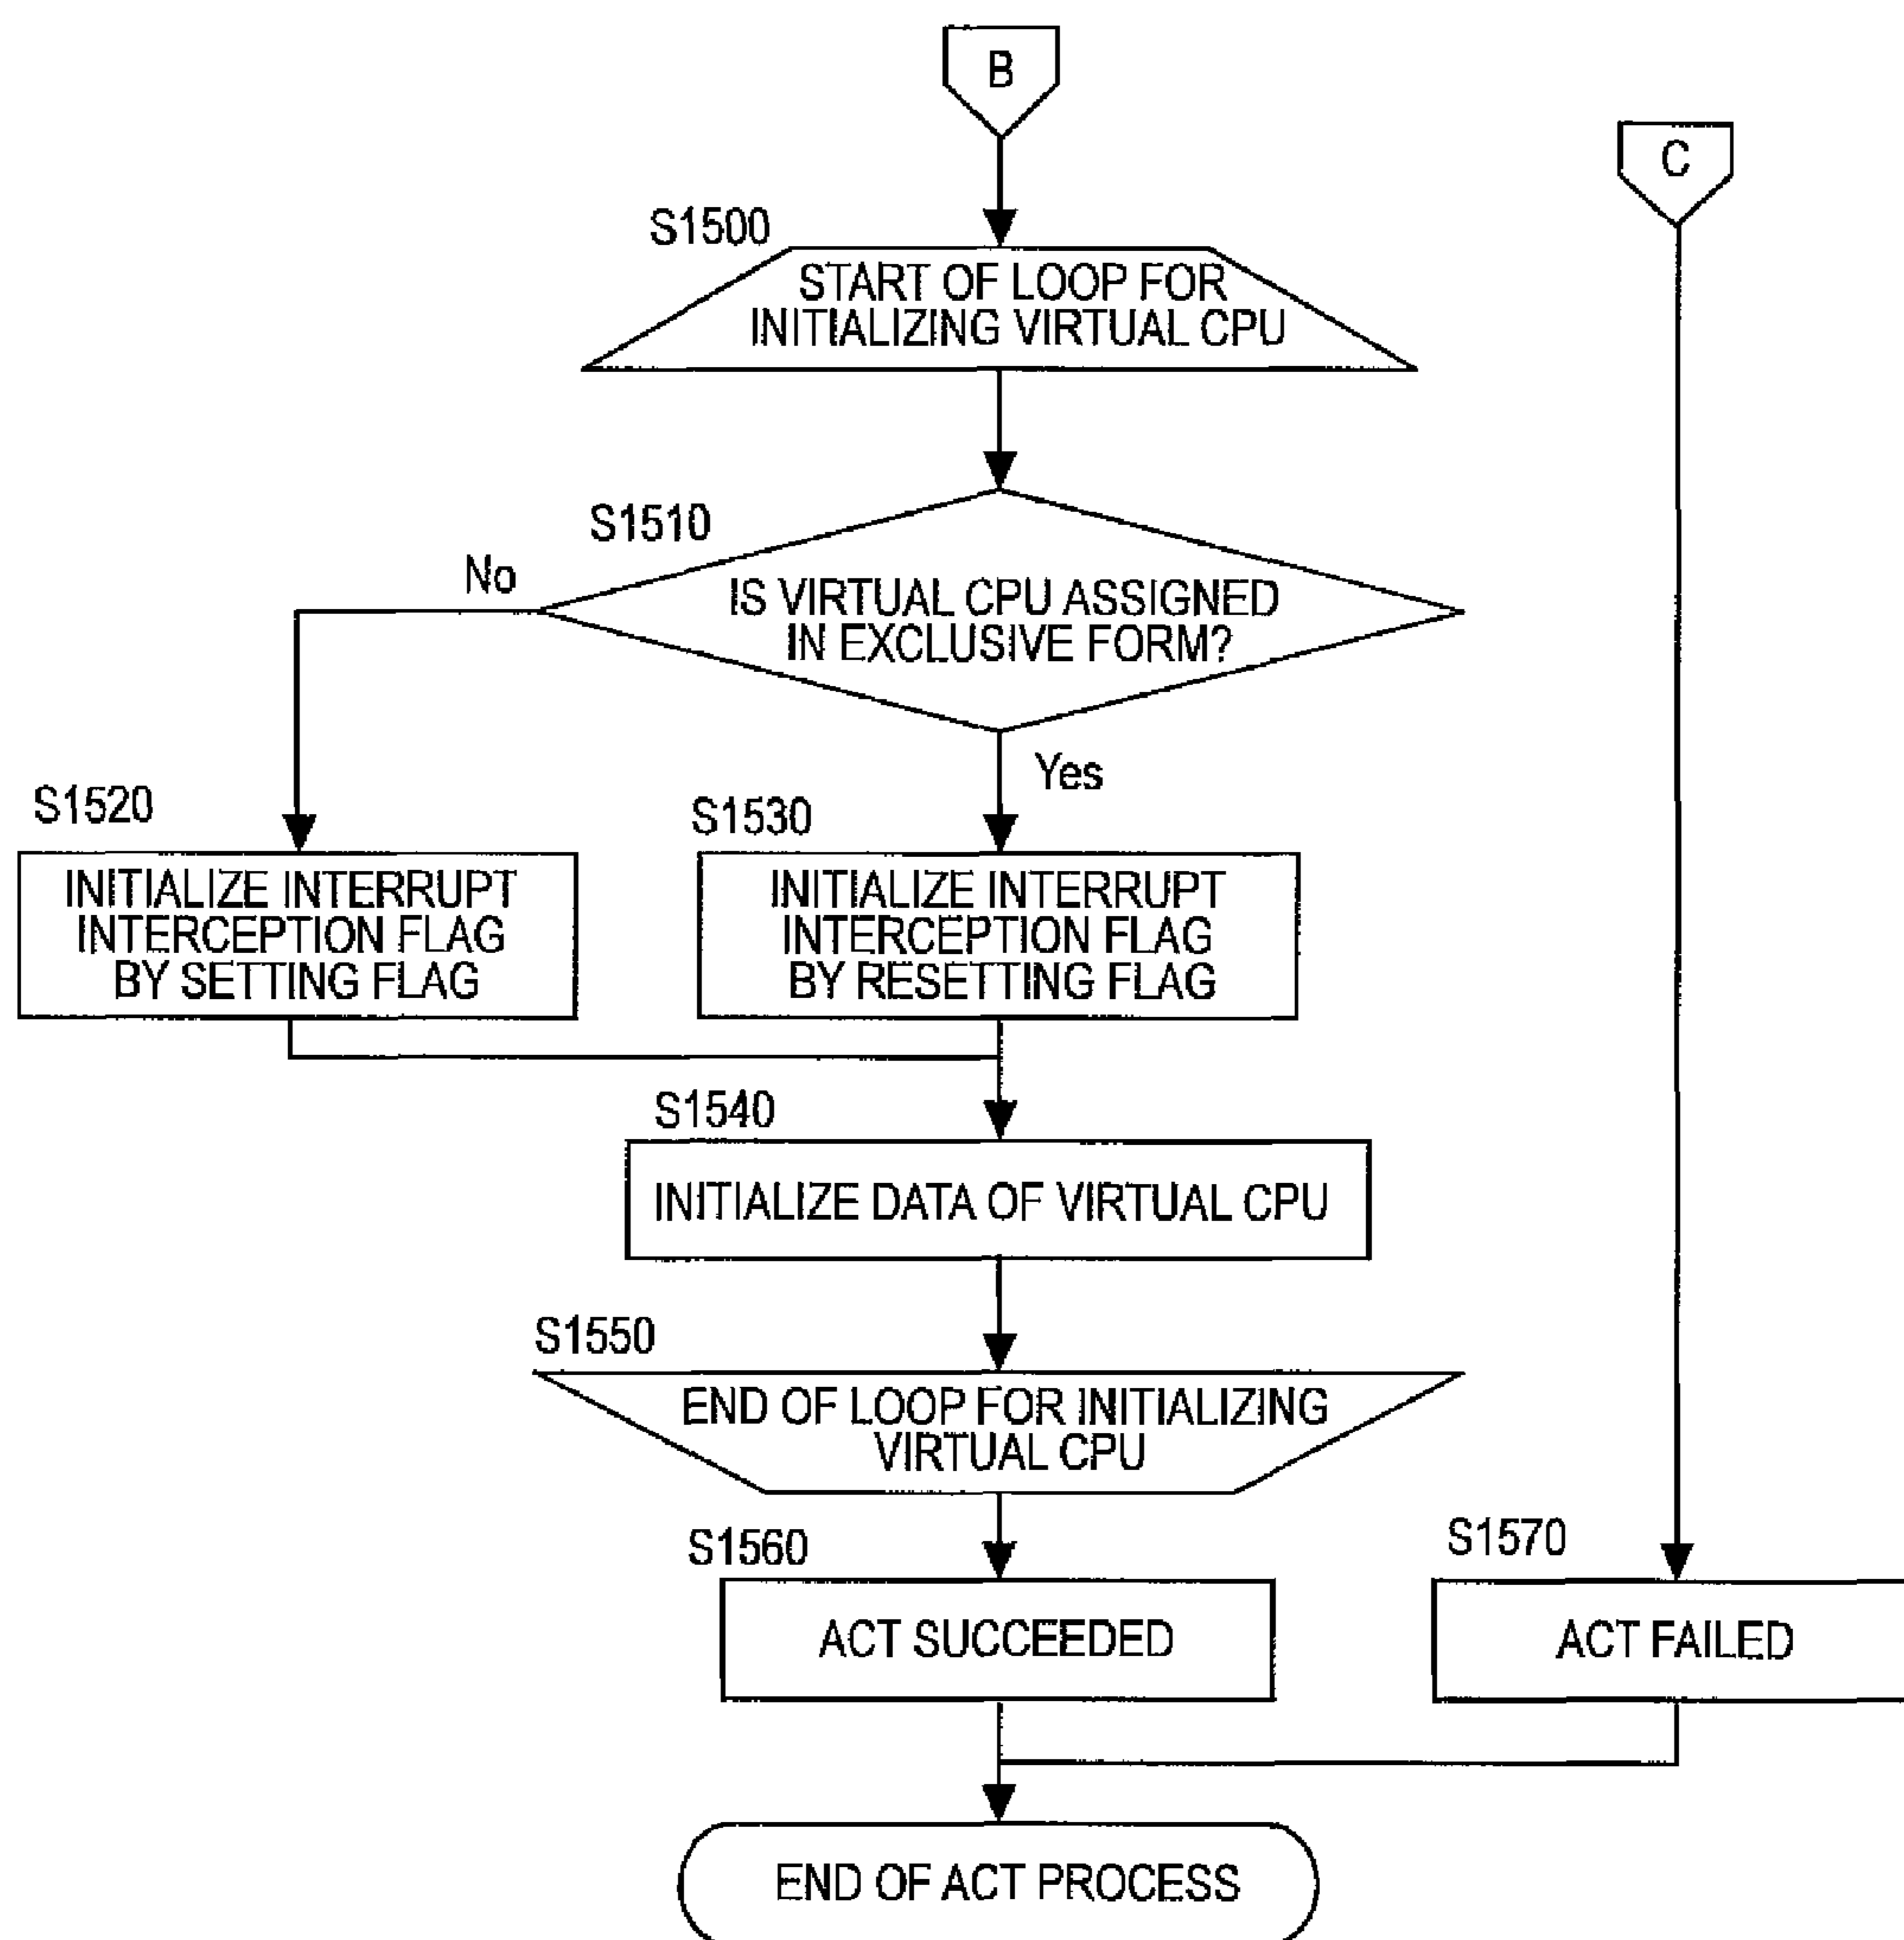 B
C
S1500
START OF LOOP FOR
INITIALIZING VIRTUAL CPU
S1510
No
IS VIRTUAL CPU ASSIGNED
IN EXCLUSIVE FORM?
Yes
S1520
S1530
INITIALIZE INTERRUPT
INTERCEPTION FLAG
BY SETTING FLAG
INITIALIZE INTERRUPT
INTERCEPTION FLAG
BY RESETTING FLAG
S1540
INITIALIZE DATA OF VIRTUAL CPU
S1550
END OF LOOP FOR INITIALIZING
VIRTUAL CPU
S1560
S1570
ACT SUCCEEDED
ACT FAILED
END OF ACT PROCESS